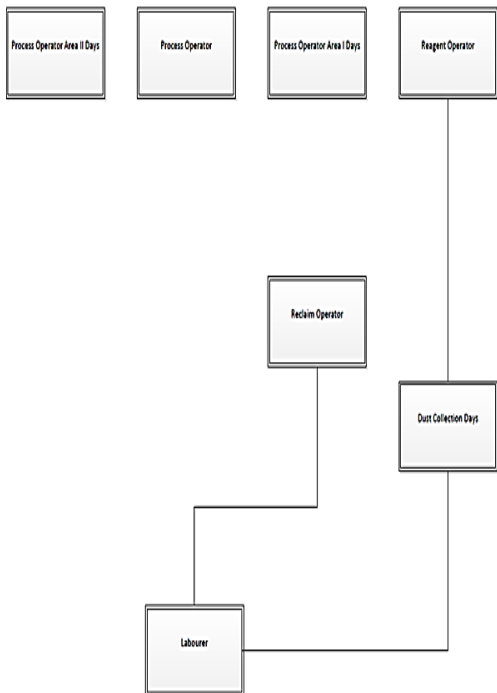 Process Operator Area II Days
Process Operator
Process Operator Area I Days
Reagent Operator
Reclaim Operator
Dust Collection Days
Labourer